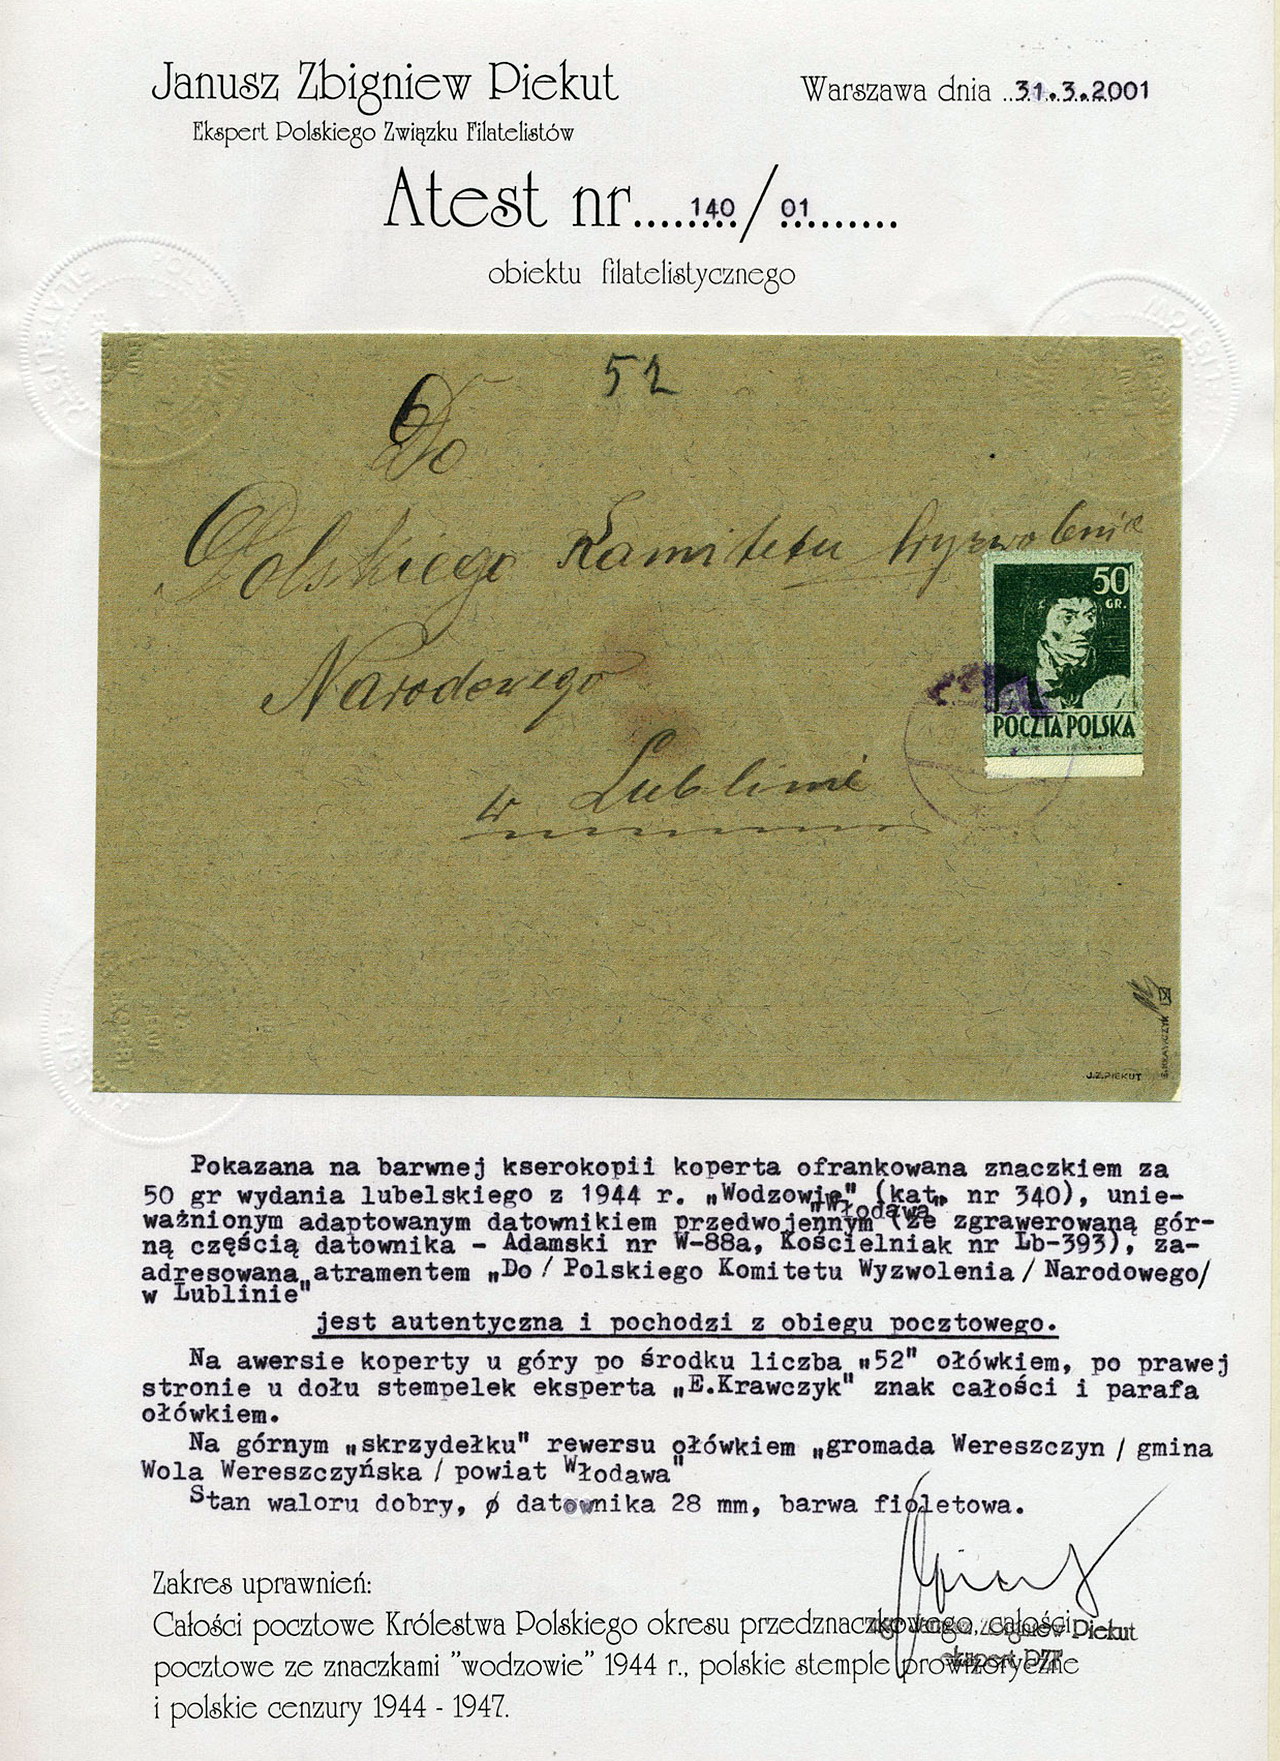 Janusz Zbigniew Piekut
Warszawa dnia ..31.3.2001
Ekspert Polskiego Związku Filatelistów
Atest nr....140/01........
obiektu filatelistycznego
52
Do
Polskiego Kamitetu Wyzwolenia
50
GR.
Narodowego
POCZTA POLSKA
w Lublinie
E.KRAWCZYK
J.Z.PIEKUT
Pokazana na barwnej kserokopii koperta ofrankowana znaczkiem za
50 gr wydania lubelskiego z 1944 r. „Wodzowie" (kat. nr 340), unie-
„Włodawa"
ważnionym adaptowanym datownikiem przedwojennym (ze zgrawerowaną gór-
ną częścią datownika - Adamski nr W-88a, Kościelniak nr Lb-393), za-
adresowana atramentem „Do / Polskiego Komitetu Wyzwolenia / Narodowego/
w Lublinie"
jest autentyczna i pochodzi z obiegu pocztowego.
Na awersie koperty u góry po środku liczba „52" ołówkiem, po prawej
stronie u dołu stempelek eksperta „E.Krawczyk" znak całości i parafa
ołówkiem.
Na górnym „skrzydełku" rewersu ołówkiem „gromada Wereszczyn / gmina
Wola Wereszczyńska / powiat Włodawa"
Stan waloru dobry, ø datownika 28 mm, barwa fioletowa.
Zakres uprawnień:
Całości pocztowe Królestwa Polskiego okresu przedznaczkowego, całości
Janusz Zbigniew Piekut
pocztowe ze znaczkami "wodzowie" 1944 r., polskie stemple prowizoryczne
ekspert PZF
i polskie cenzury 1944 - 1947.